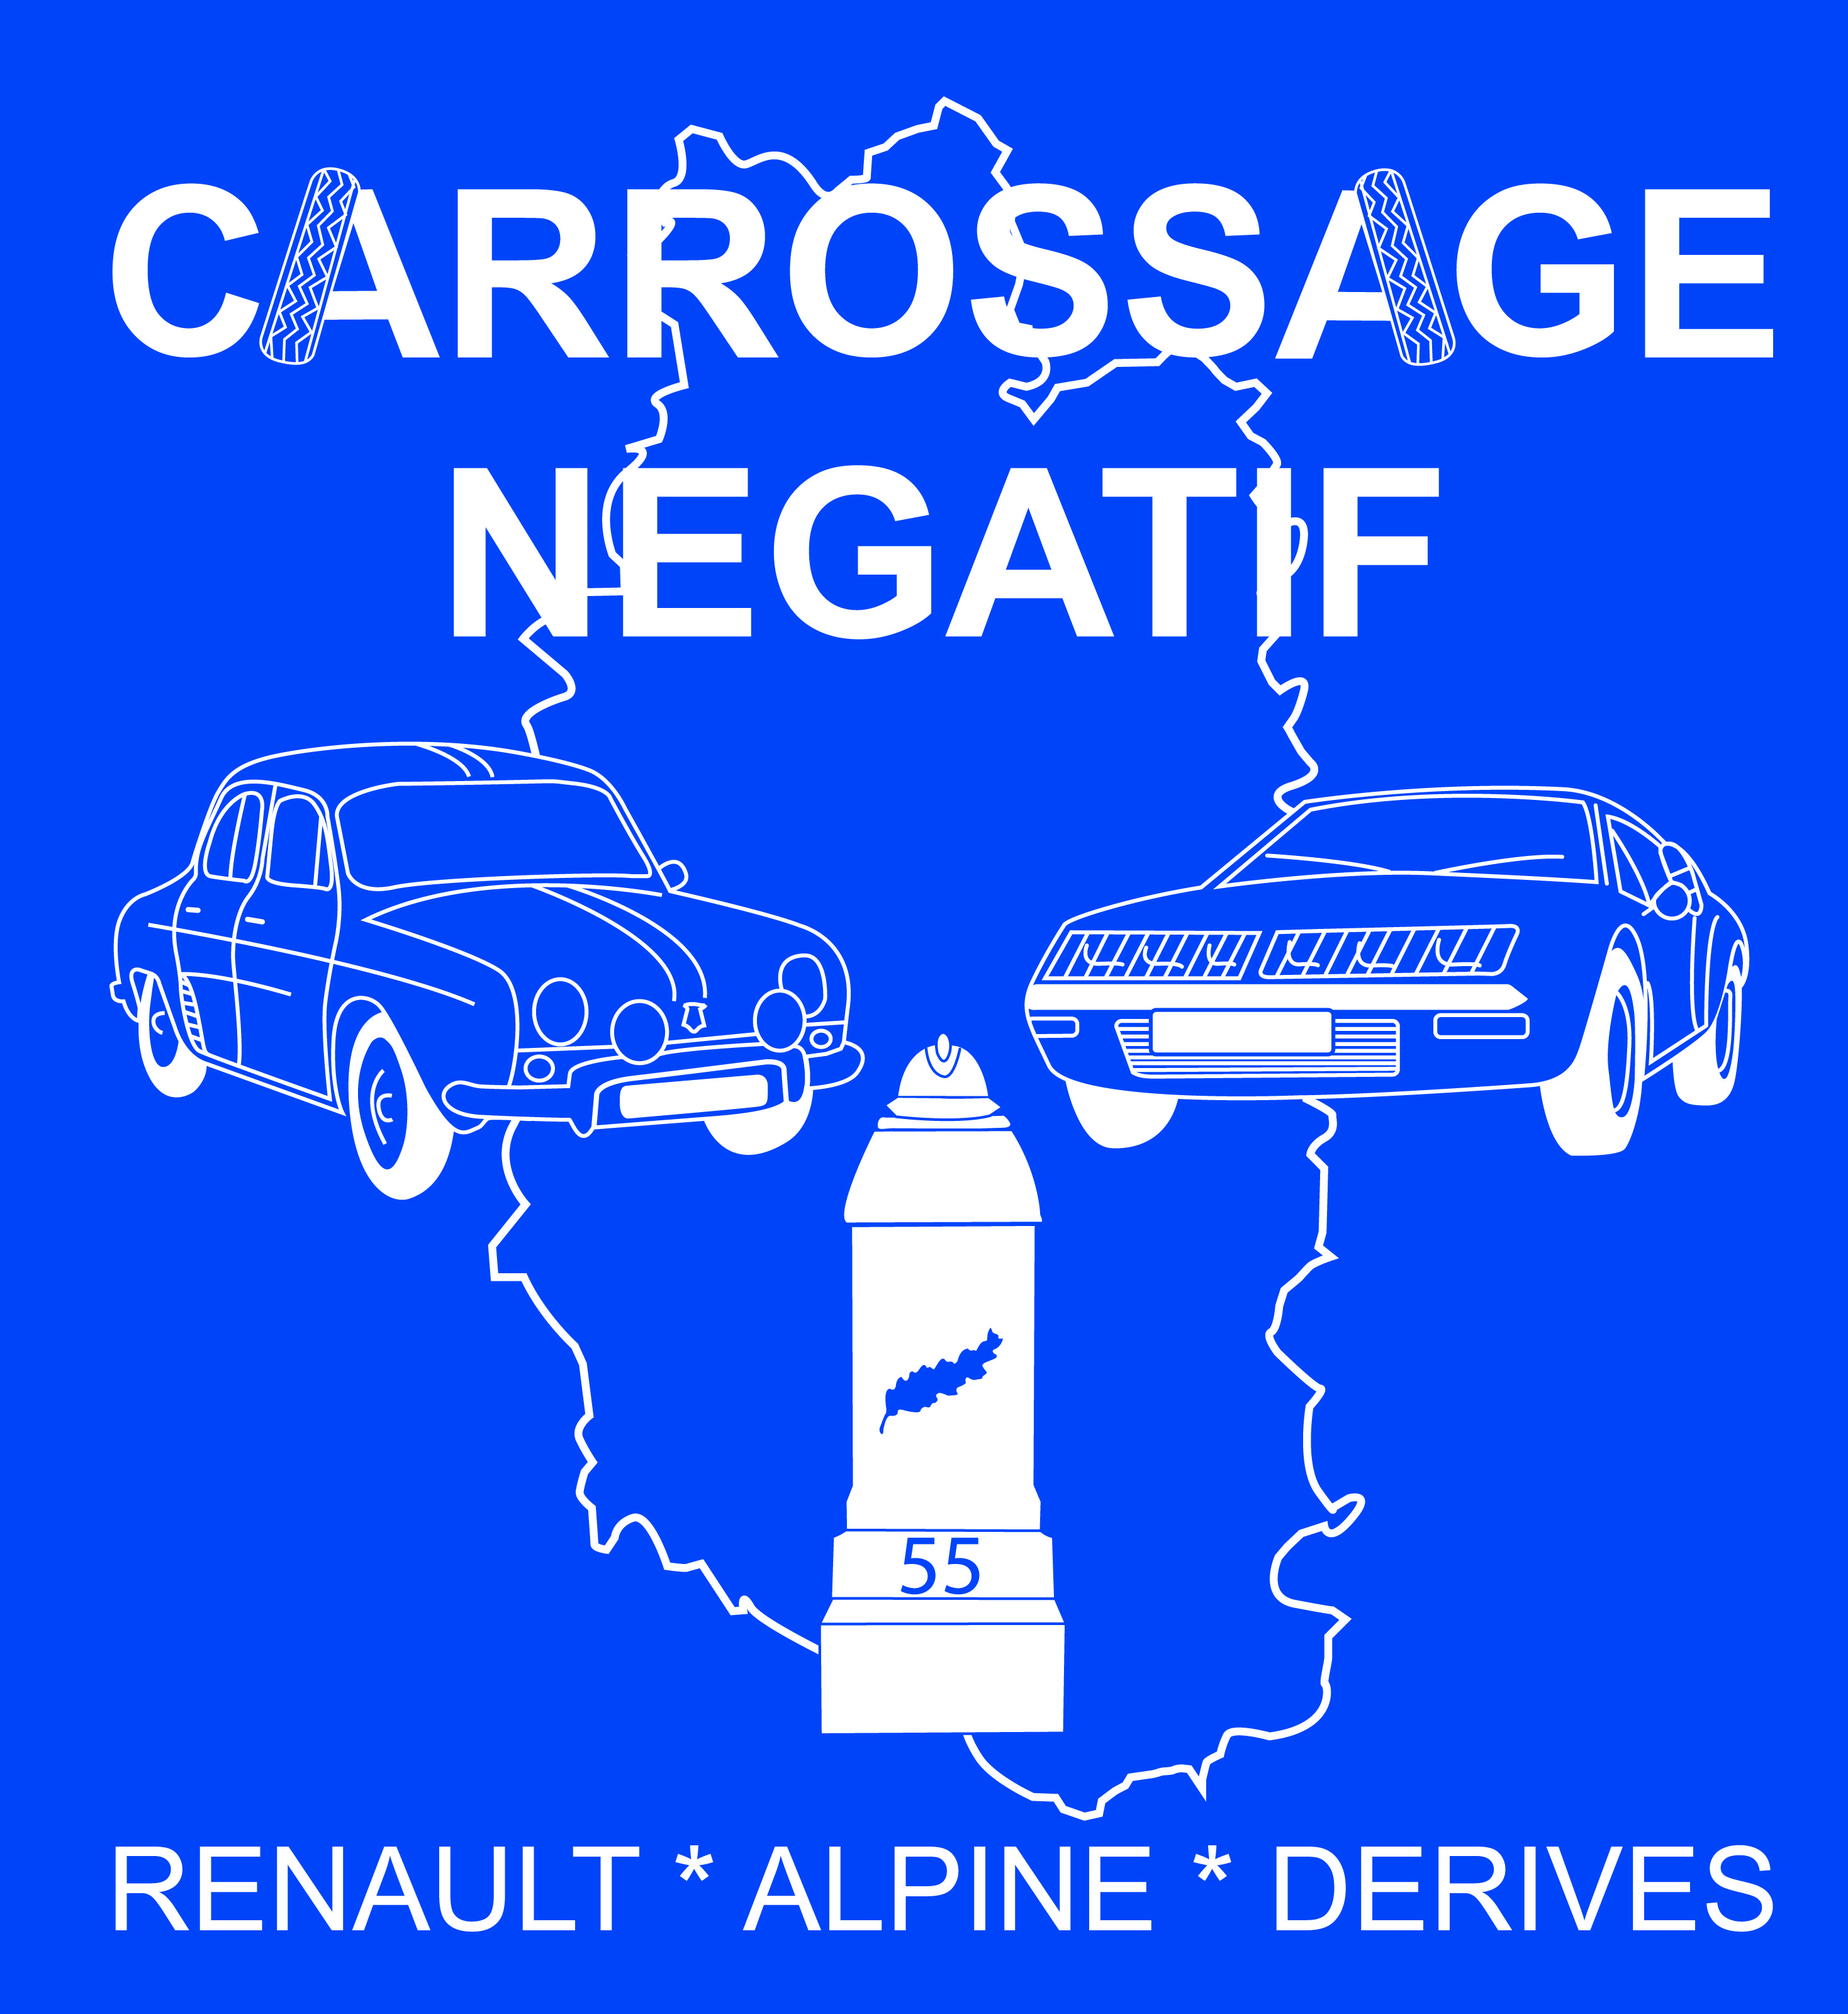 CARROSSAGE
NEGATIF
55
RENAULT * ALPINE * DERIVES